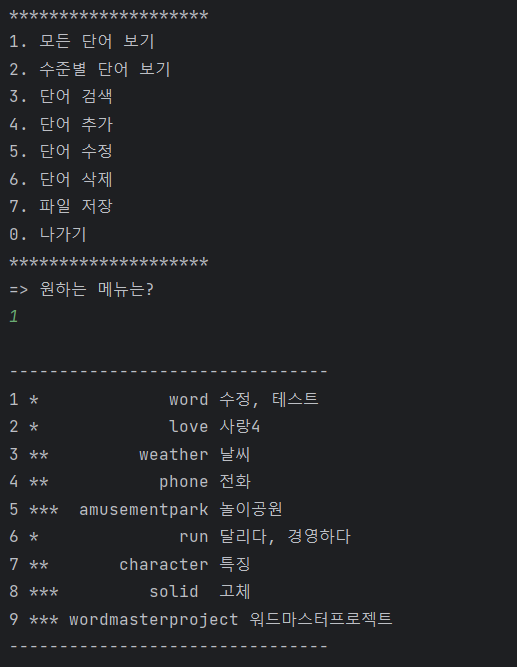 ********************
1. 모든 단어 보기
2. 수준별 단어 보기
3. 단어 검색
4. 단어 추가
5. 단어 수정
6. 단어 삭제
7. 파일 저장
0. 나가기
********************
=> 원하는 메뉴는?
1
--------------------------------
1 *             word 수정, 테스트
2 *             love 사랑4
3 **         weather 날씨
4 **           phone 전화
5 ***  amusementpark 놀이공원
6 *              run 달리다, 경영하다
7 **       character 특징
8 ***         solid  고체
9 *** wordmasterproject 워드마스터프로젝트
--------------------------------